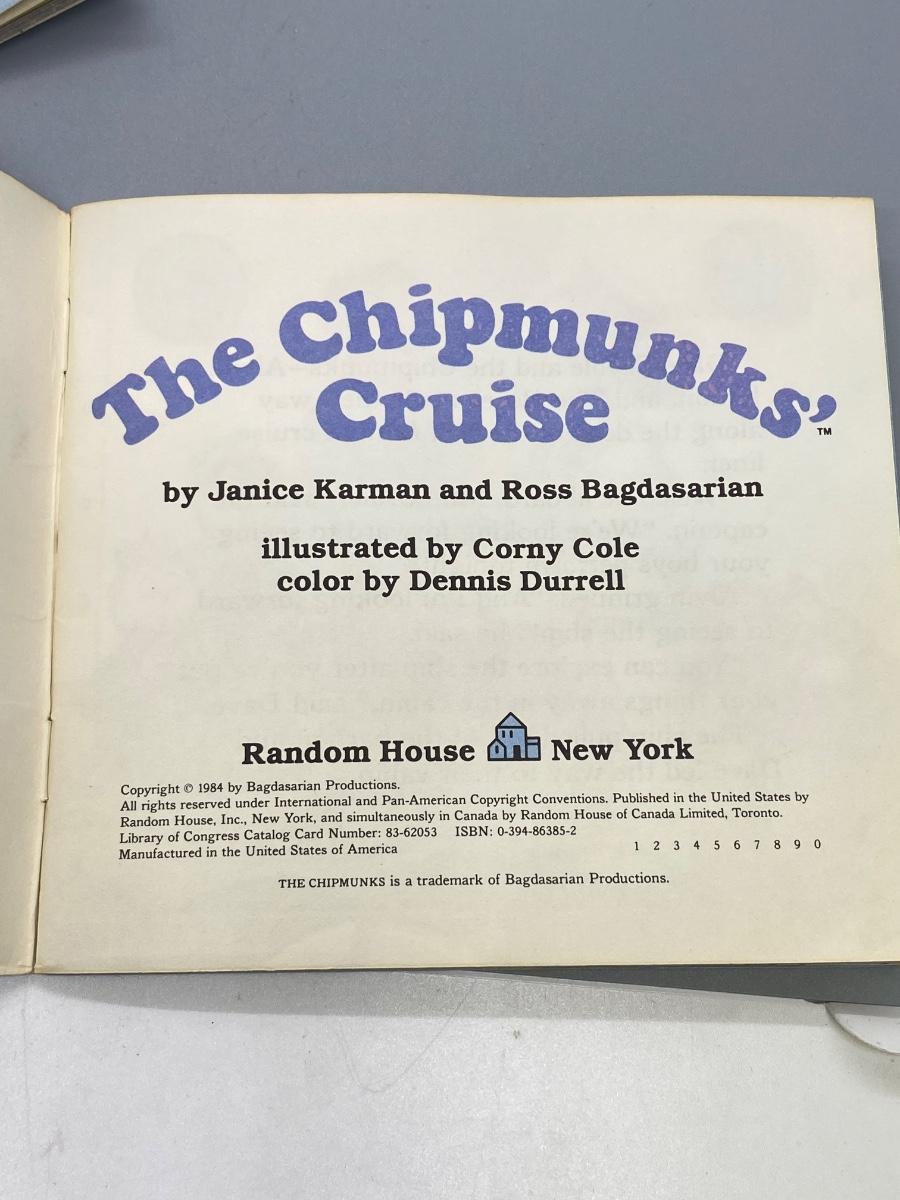 The Chipmunks'™
Cruise
by Janice Karman and Ross Bagdasarian
illustrated by Corny Cole
color by Dennis Durrell
Random House New York
Copyright © 1984 by Bagdasarian Productions.
All rights reserved under International and Pan-American Copyright Conventions. Published in the United States by
Random House, Inc., New York, and simultaneously in Canada by Random House of Canada Limited, Toronto.
Library of Congress Catalog Card Number: 83-62053 ISBN: 0-394-86385-2
Manufactured in the United States of America
1 2 3 4 5 6 7 8 9 0
THE CHIPMUNKS is a trademark of Bagdasarian Productions.